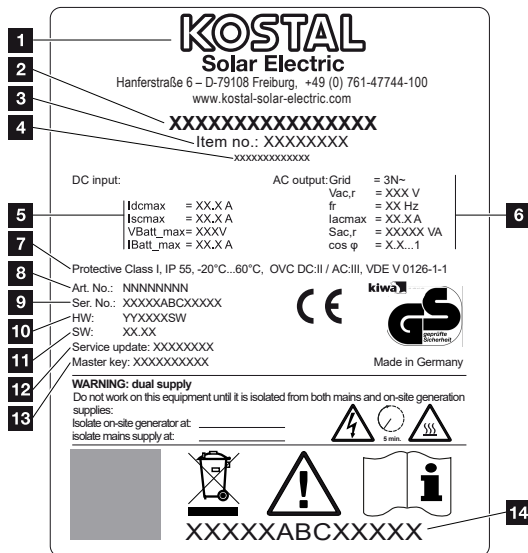 KOSTAL
Solar Electric
Hanferstraße 6 – D-79108 Freiburg, +49 (0) 761-47744-100
www.kostal-solar-electric.com
XXXXXXXXXXXXXXXX
Item no.: XXXXXXXX
xxxxxxxxxxxxx
DC input:
Idcmax = XX.X A
Iscmax = XX.X A
VBatt_max= XXXV
IBatt_max = XX.X A
AC output: Grid = 3N~
Vac,r = XXX V
fr = XX Hz
Iacmax = XX.X A
Sac,r = XXXXX VA
cos φ = X.X...1
Protective Class I, IP 55, -20°C...60°C, OVC DC:II / AC:III, VDE V 0126-1-1
Art. No.: NNNNNNNN
Ser. No.: XXXXXABCXXXXX
HW: YYXXXXSW
SW: XX.XX
Service update: XXXXXXXX
Master key: XXXXXXXXXX
CE
kiwa
GS
geprüfte
Sicherheit
Made in Germany
WARNING: dual supply
Do not work on this equipment until it is isolated from both mains and on-site generation
supplies:
Isolate on-site generator at:
isolate mains supply at:
5 min.
XXXXXABCXXXXX
1
2
3
4
5
6
7
8
9
10
11
12
13
14